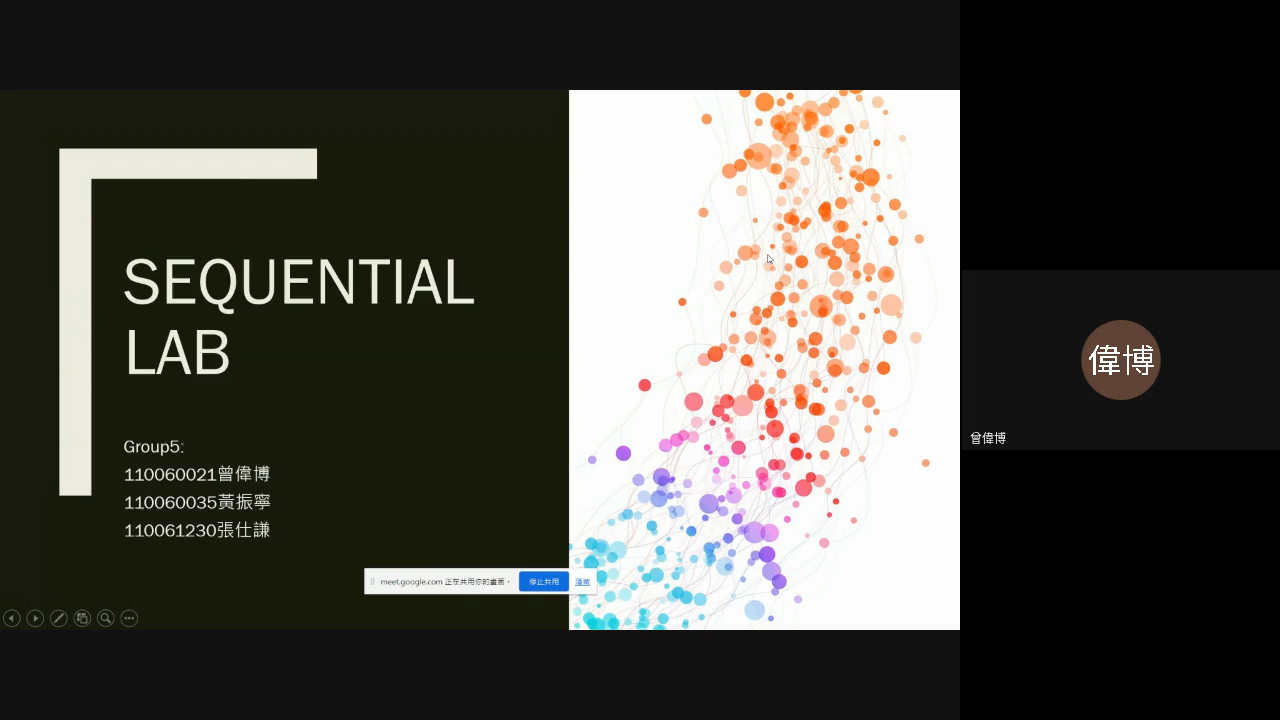 SEQUENTIAL
LAB
Group5:
110060021曾偉博
110060035黃振寧
110061230張仕謙
meet.google.com 正在共用你的畫面。
停止共用
隱藏
偉博
曾偉博